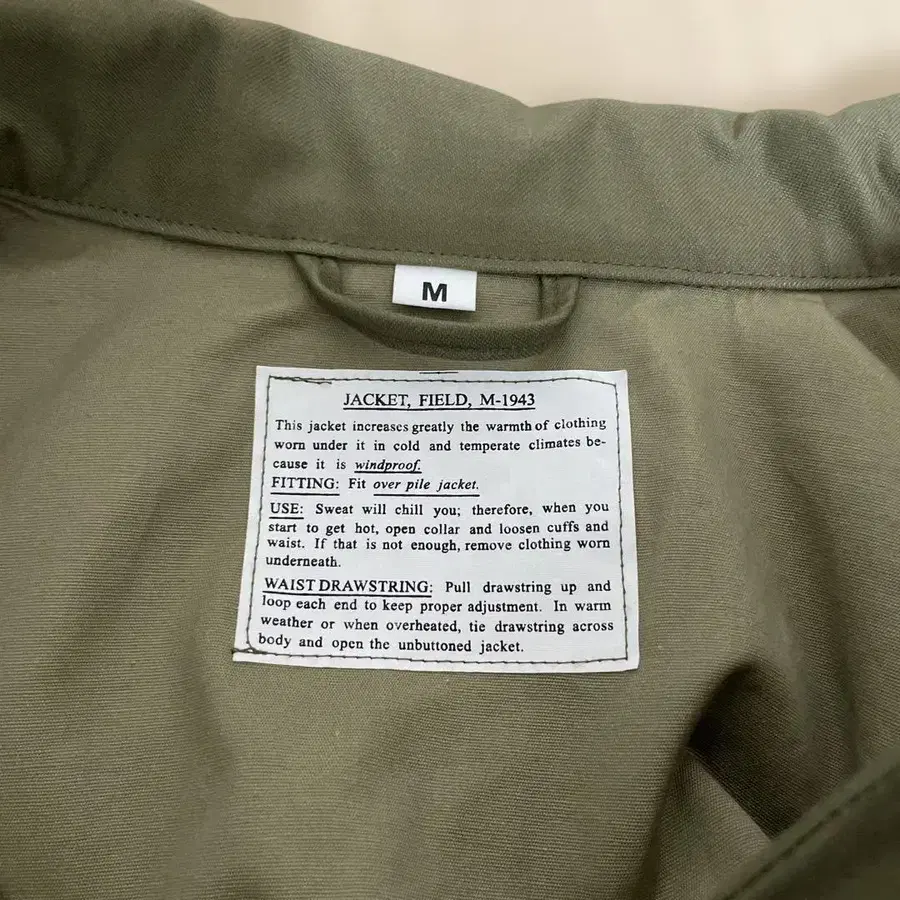 M
JACKET, FIELD, M-1943
This jacket increases greatly the warmth of clothing
worn under it in cold and temperate climates be-
cause it is windproof.
FITTING: Fit over pile jacket.
USE: Sweat will chill you; therefore, when you
start to get hot, open collar and loosen cuffs and
waist. If that is not enough, remove clothing worn
underneath.
WAIST DRAWSTRING: Pull drawstring up and
loop each end to keep proper adjustment. In warm
weather or when overheated, tie drawstring across
body and open the unbuttoned jacket.